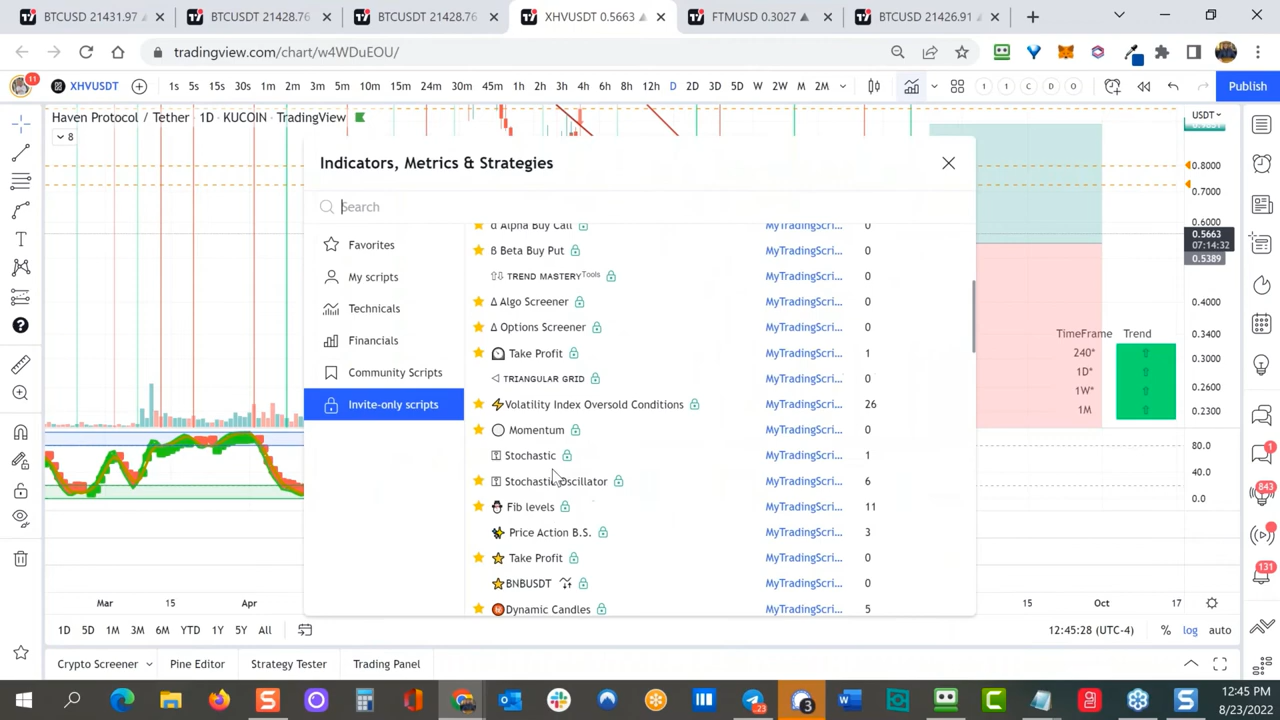 BTCUSD 21431.97
BTCUSDT 21428.76
BTCUSDT 21428.76
XHVUSDT 0.5663
FTMUSD 0.3027
BTCUSD 21426.91
tradingview.com/chart/w4WDuEOU/
11
XHVUSDT
1s 5s 15s 30s 1m 2m 3m 5m 10m 15m 24m 30m 45m 1h 2h 3h 4h 6h 8h 12h D 2D 3D 5D W 2W M 2M
1 1 C D O
Publish
Haven Protocol / Tether · 1D · KUCOIN · TradingView
8
USDT
Indicators, Metrics & Strategies
Search
Favorites
My scripts
Technicals
Financials
Community Scripts
Invite-only scripts
α Alpha Buy Call MyTradingScri... 0
ß Beta Buy Put MyTradingScri... 0
TREND MASTERY Tools MyTradingScri... 0
Δ Algo Screener MyTradingScri... 0
Δ Options Screener MyTradingScri... 0
Take Profit MyTradingScri... 1
TRIANGULAR GRID MyTradingScri... 0
Volatility Index Oversold Conditions MyTradingScri... 26
Momentum MyTradingScri... 0
Stochastic MyTradingScri... 1
Stochastic Oscillator MyTradingScri... 6
Fib levels MyTradingScri... 11
Price Action B.S. MyTradingScri... 3
Take Profit MyTradingScri... 0
BNBUSDT MyTradingScri... 0
Dynamic Candles MyTradingScri... 5
0.8000
0.7000
0.6000
0.5663
07:14:32
0.5389
0.4000
0.3400
0.3000
0.2600
0.2300
80.0
40.0
0.0
TimeFrame Trend
240*
1D*
1W*
1M
843
131
Mar 15 Apr 15 Oct 17
1D 5D 1M 3M 6M YTD 1Y 5Y All
12:45:28 (UTC-4) % log auto
Crypto Screener Pine Editor Strategy Tester Trading Panel
23
3
12:45 PM
8/23/2022